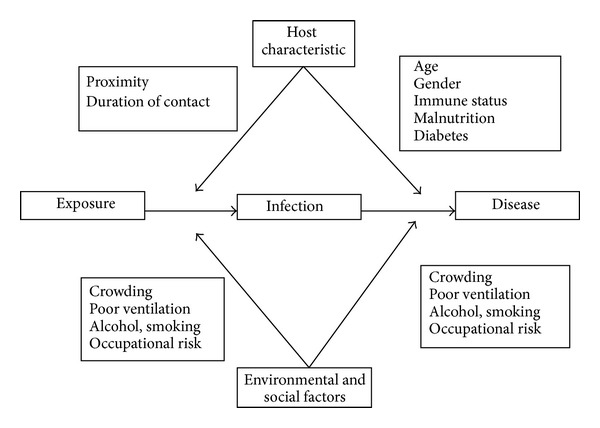 Host
characteristic
Proximity
Duration of contact
Age
Gender
Immune status
Malnutrition
Diabetes
Exposure
Infection
Disease
Crowding
Poor ventilation
Alcohol, smoking
Occupational risk
Crowding
Poor ventilation
Alcohol, smoking
Occupational risk
Environmental and
social factors